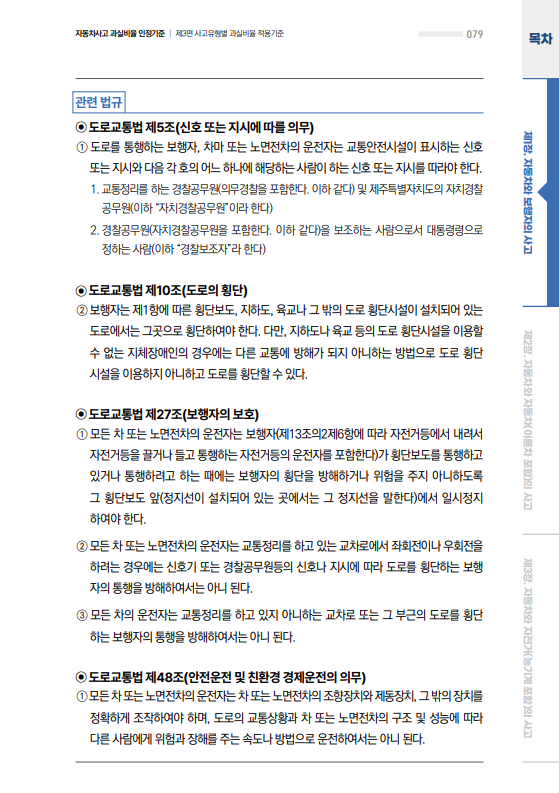 자동차사고 과실비율 인정기준 | 제3편 사고유형별 과실비율 적용기준
079
목차
관련 법규
◉ 도로교통법 제5조(신호 또는 지시에 따를 의무)
① 도로를 통행하는 보행자, 차마 또는 노면전차의 운전자는 교통안전시설이 표시하는 신호
또는 지시와 다음 각 호의 어느 하나에 해당하는 사람이 하는 신호 또는 지시를 따라야 한다.
1. 교통정리를 하는 경찰공무원(의무경찰을 포함한다. 이하 같다) 및 제주특별자치도의 자치경찰
공무원(이하 “자치경찰공무원”이라 한다)
2. 경찰공무원(자치경찰공무원을 포함한다. 이하 같다)을 보조하는 사람으로서 대통령령으로
정하는 사람(이하 “경찰보조자”라 한다)
◉ 도로교통법 제10조(도로의 횡단)
② 보행자는 제1항에 따른 횡단보도, 지하도, 육교나 그 밖의 도로 횡단시설이 설치되어 있는
도로에서는 그곳으로 횡단하여야 한다. 다만, 지하도나 육교 등의 도로 횡단시설을 이용할
수 없는 지체장애인의 경우에는 다른 교통에 방해가 되지 아니하는 방법으로 도로 횡단
시설을 이용하지 아니하고 도로를 횡단할 수 있다.
◉ 도로교통법 제27조(보행자의 보호)
① 모든 차 또는 노면전차의 운전자는 보행자(제13조의2제6항에 따라 자전거등에서 내려서
자전거등을 끌거나 들고 통행하는 자전거등의 운전자를 포함한다)가 횡단보도를 통행하고
있거나 통행하려고 하는 때에는 보행자의 횡단을 방해하거나 위험을 주지 아니하도록
그 횡단보도 앞(정지선이 설치되어 있는 곳에서는 그 정지선을 말한다)에서 일시정지
하여야 한다.
② 모든 차 또는 노면전차의 운전자는 교통정리를 하고 있는 교차로에서 좌회전이나 우회전을
하려는 경우에는 신호기 또는 경찰공무원등의 신호나 지시에 따라 도로를 횡단하는 보행
자의 통행을 방해하여서는 아니 된다.
③ 모든 차의 운전자는 교통정리를 하고 있지 아니하는 교차로 또는 그 부근의 도로를 횡단
하는 보행자의 통행을 방해하여서는 아니 된다.
◉ 도로교통법 제48조(안전운전 및 친환경 경제운전의 의무)
① 모든 차 또는 노면전차의 운전자는 차 또는 노면전차의 조향장치와 제동장치, 그 밖의 장치를
정확하게 조작하여야 하며, 도로의 교통상황과 차 또는 노면전차의 구조 및 성능에 따라
다른 사람에게 위험과 장해를 주는 속도나 방법으로 운전하여서는 아니 된다.
제1장. 자동차와 보행자의 사고
제2장. 자동차와 자동차(이륜차 포함)의 사고
제3장. 자동차와 자전거(농기계 포함)의 사고